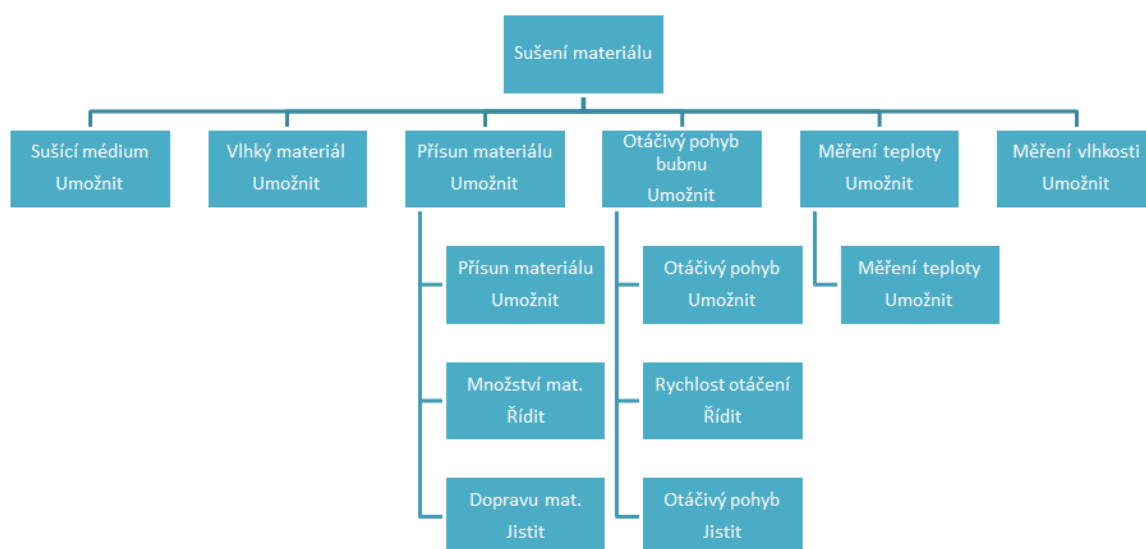 Sušení materiálu
Sušící médium
Umožnit
Vlhký materiál
Umožnit
Přísun materiálu
Umožnit
Otáčivý pohyb
bubnu
Umožnit
Měření teploty
Umožnit
Měření vlhkosti
Umožnit
Přísun materiálu
Umožnit
Otáčivý pohyb
Umožnit
Měření teploty
Umožnit
Množství mat.
Řídit
Rychlost otáčení
Řídit
Dopravu mat.
Jistit
Otáčivý pohyb
Jistit